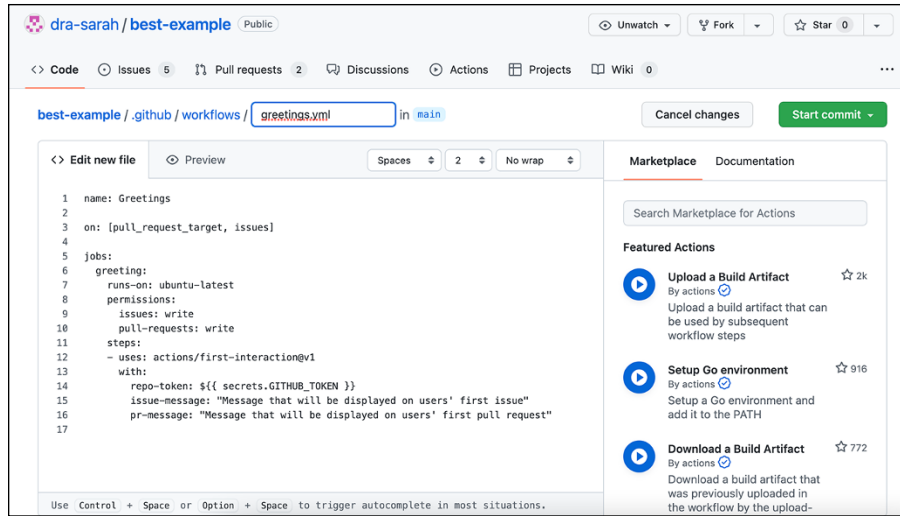 dra-sarah / best-example Public
Unwatch Fork Star 0
Code Issues 5 Pull requests 2 Discussions Actions Projects Wiki 0 ...
best-example / .github / workflows / greetings.yml in main Cancel changes Start commit
Edit new file Preview Spaces 2 No wrap
1 name: Greetings
2
3 on: [pull_request_target, issues]
4
5 jobs:
6 greeting:
7 runs-on: ubuntu-latest
8 permissions:
9 issues: write
10 pull-requests: write
11 steps:
12 - uses: actions/first-interaction@v1
13 with:
14 repo-token: ${{ secrets.GITHUB_TOKEN }}
15 issue-message: "Message that will be displayed on users' first issue"
16 pr-message: "Message that will be displayed on users' first pull request"
17
Use Control + Space or Option + Space to trigger autocomplete in most situations.
Marketplace Documentation
Search Marketplace for Actions
Featured Actions
Upload a Build Artifact 2k
By actions
Upload a build artifact that can
be used by subsequent
workflow steps
Setup Go environment 916
By actions
Setup a Go environment and
add it to the PATH
Download a Build Artifact 772
By actions
Download a build artifact that
was previously uploaded in
the workflow by the upload-